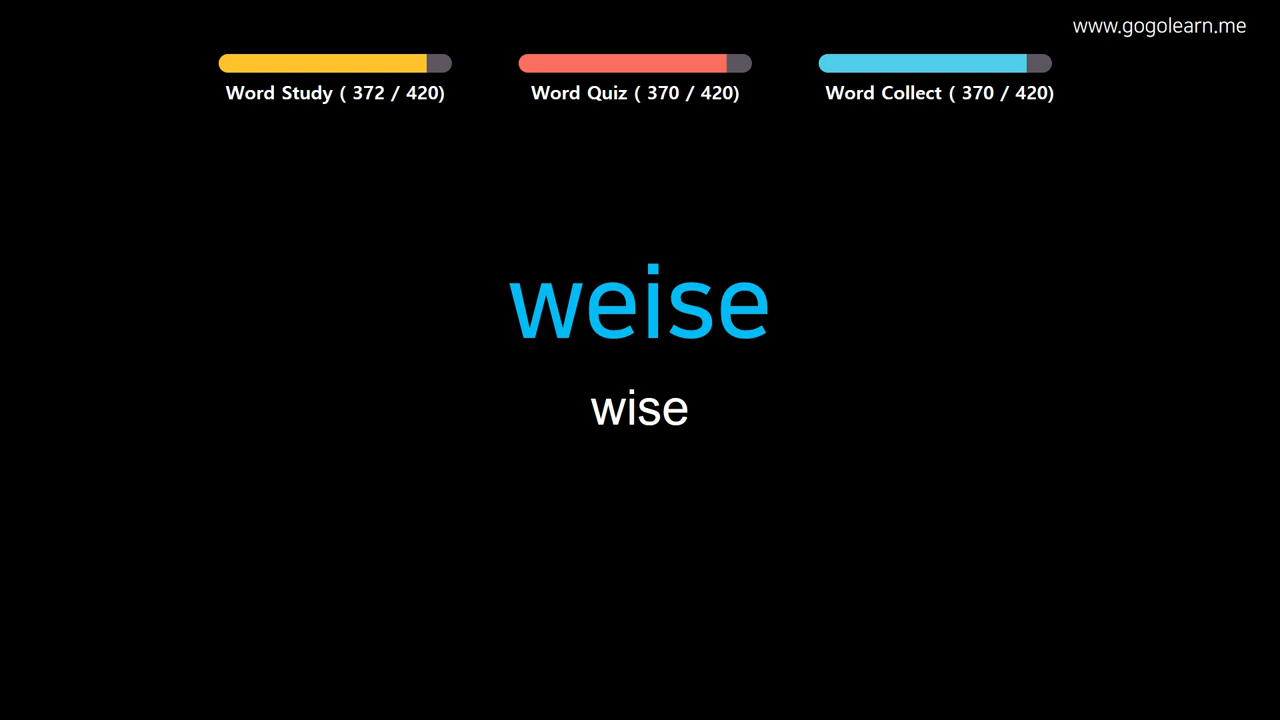 www.gogolearn.me
Word Study ( 372 / 420)
Word Quiz ( 370 / 420)
Word Collect ( 370 / 420)
weise
wise